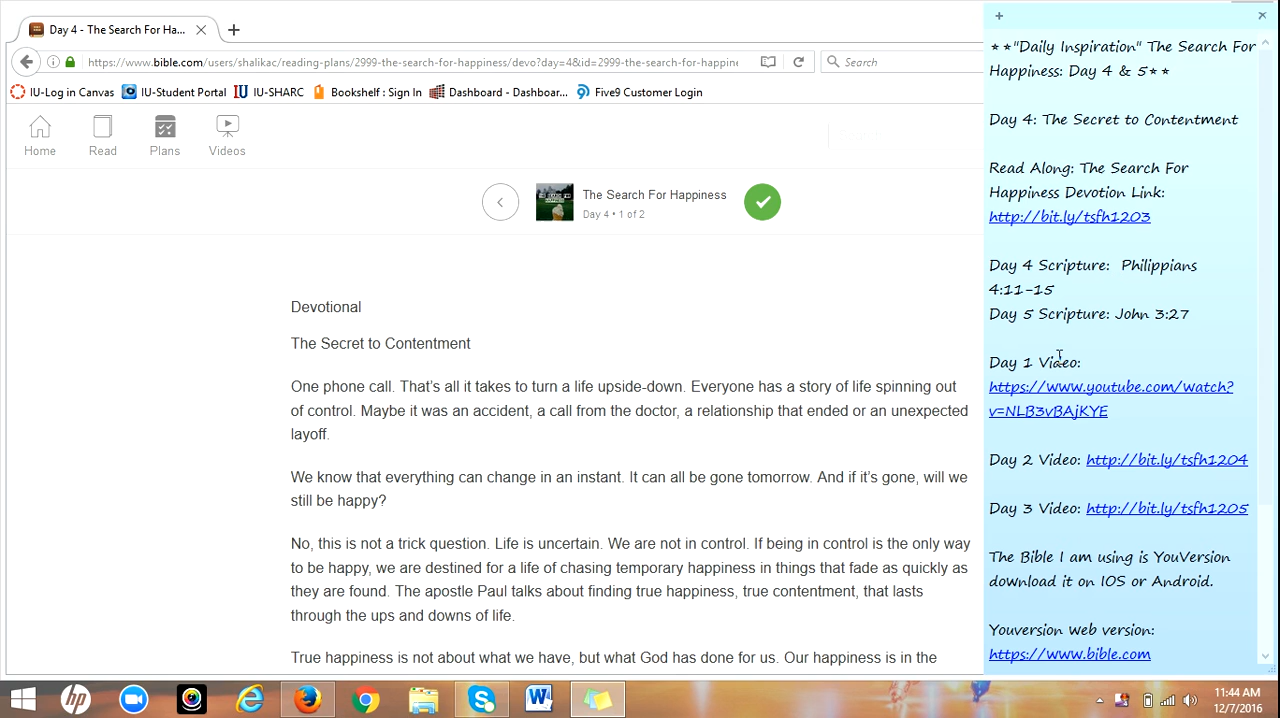 Day 4 - The Search For Ha...
https://www.bible.com/users/shalikac/reading-plans/2999-the-search-for-happiness/devo?day=4&id=2999-the-search-for-happine
Search
IU-Log in Canvas
IU-Student Portal
IU-SHARC
Bookshelf : Sign In
Dashboard - Dashboar...
Five9 Customer Login
Home
Read
Plans
Videos
The Search For Happiness
Day 4 • 1 of 2
Devotional
The Secret to Contentment
One phone call. That's all it takes to turn a life upside-down. Everyone has a story of life spinning out
of control. Maybe it was an accident, a call from the doctor, a relationship that ended or an unexpected
layoff.
We know that everything can change in an instant. It can all be gone tomorrow. And if it's gone, will we
still be happy?
No, this is not a trick question. Life is uncertain. We are not in control. If being in control is the only way
to be happy, we are destined for a life of chasing temporary happiness in things that fade as quickly as
they are found. The apostle Paul talks about finding true happiness, true contentment, that lasts
through the ups and downs of life.
True happiness is not about what we have, but what God has done for us. Our happiness is in the
**"Daily Inspiration" The Search For
Happiness: Day 4 & 5**
Day 4: The Secret to Contentment
Read Along: The Search For
Happiness Devotion Link:
http://bit.ly/tsfh1203
Day 4 Scripture: Philippians
4:11-15
Day 5 Scripture: John 3:27
Day 1 Video:
https://www.youtube.com/watch?
v=NLB3vBAjKYE
Day 2 Video: http://bit.ly/tsfh1204
Day 3 Video: http://bit.ly/tsfh1205
The Bible I am using is YouVersion
download it on IOS or Android.
Youversion Web version:
https://www.bible.com
11:44 AM
12/7/2016